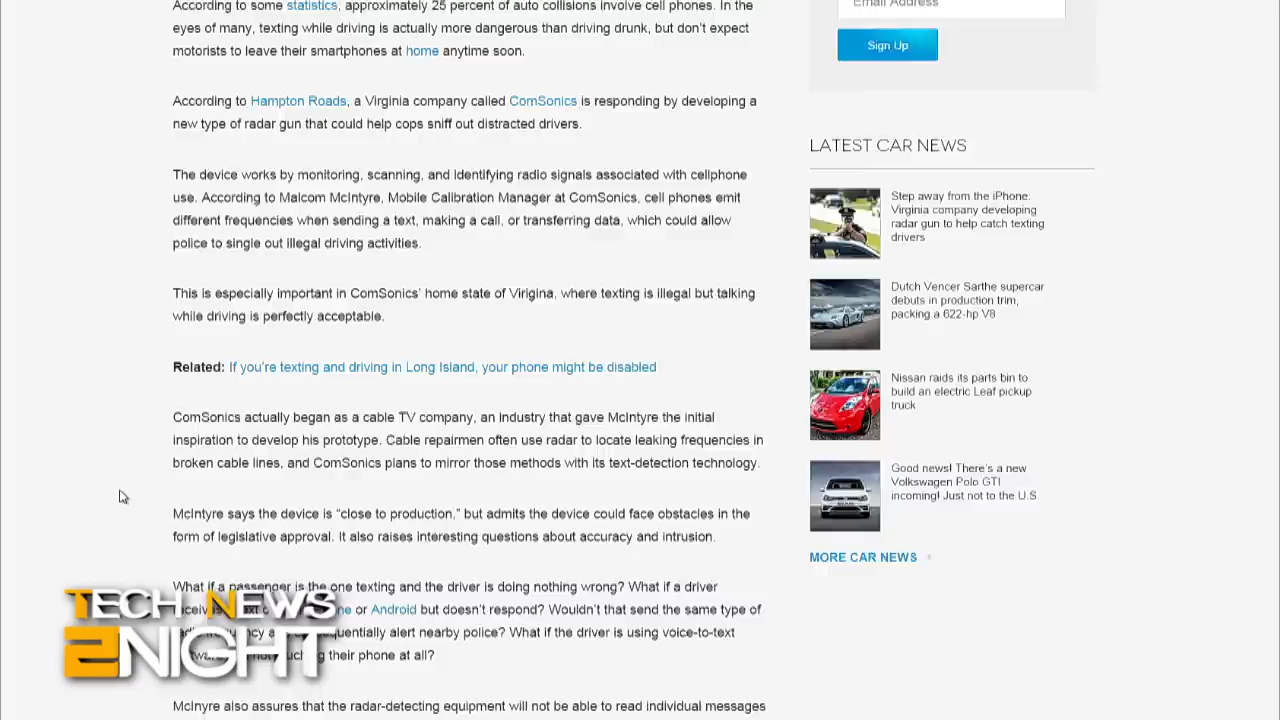 According to some statistics, approximately 25 percent of auto collisions involve cell phones. In the
eyes of many, texting while driving is actually more dangerous than driving drunk, but don't expect
motorists to leave their smartphones at home anytime soon.
According to Hampton Roads, a Virginia company called ComSonics is responding by developing a
new type of radar gun that could help cops sniff out distracted drivers.
The device works by monitoring, scanning, and identifying radio signals associated with cellphone
use. According to Malcom McIntyre, Mobile Calibration Manager at ComSonics, cell phones emit
different frequencies when sending a text, making a call, or transferring data, which could allow
police to single out illegal driving activities.
This is especially important in ComSonics' home state of Virigina, where texting is illegal but talking
while driving is perfectly acceptable.
Related: If you're texting and driving in Long Island, your phone might be disabled
ComSonics actually began as a cable TV company, an industry that gave McIntyre the initial
inspiration to develop his prototype. Cable repairmen often use radar to locate leaking frequencies in
broken cable lines, and ComSonics plans to mirror those methods with its text-detection technology.
McIntyre says the device is “close to production,” but admits the device could face obstacles in the
form of legislative approval. It also raises interesting questions about accuracy and intrusion.
What if a passenger is the one texting and the driver is doing nothing wrong? What if a driver
or Android but doesn't respond? Wouldn't that send the same type of
alert nearby police? What if the driver is using voice-to-text
their phone at all?
McInyre also assures that the radar-detecting equipment will not be able to read individual messages
TECH NEWS
2NIGHT
Email Address
Sign Up
LATEST CAR NEWS
Step away from the iPhone:
Virginia company developing
radar gun to help catch texting
drivers
Dutch Vencer Sarthe supercar
debuts in production trim,
packing a 622-hp V8
Nissan raids its parts bin to
build an electric Leaf pickup
truck
Good news! There's a new
Volkswagen Polo GTI
incoming! Just not to the U.S.
MORE CAR NEWS